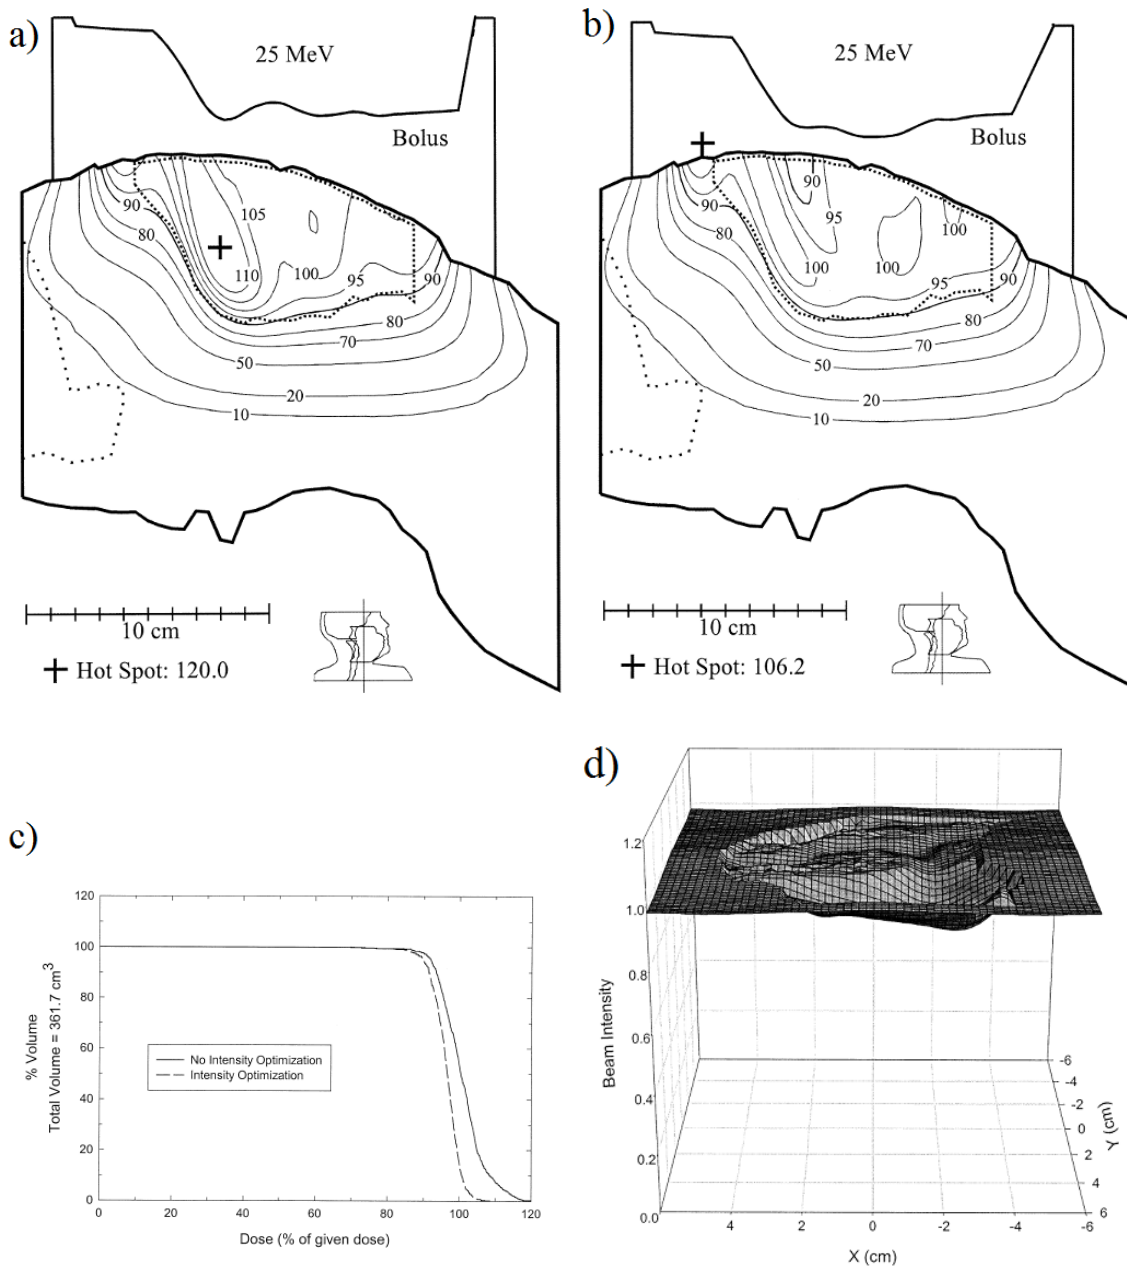 a)
25 MeV
Bolus
90
80
105
110
100
95
90
80
70
50
20
10
10 cm
Hot Spot: 120.0
b)
25 MeV
Bolus
90
90
80
95
100
100
100
95
90
80
70
50
20
10
10 cm
Hot Spot: 106.2
c)
120
100
80
60
40
20
0
% Volume
Total Volume = 361.7 cm³
No Intensity Optimization
Intensity Optimization
0 20 40 60 80 100 120
Dose (% of given dose)
d)
1.2
1.0
0.8
0.6
0.4
0.2
0.0
Beam Intensity
-6
-4
-2
0
2
4
6
Y (cm)
4 2 0 -2 -4 -6
X (cm)